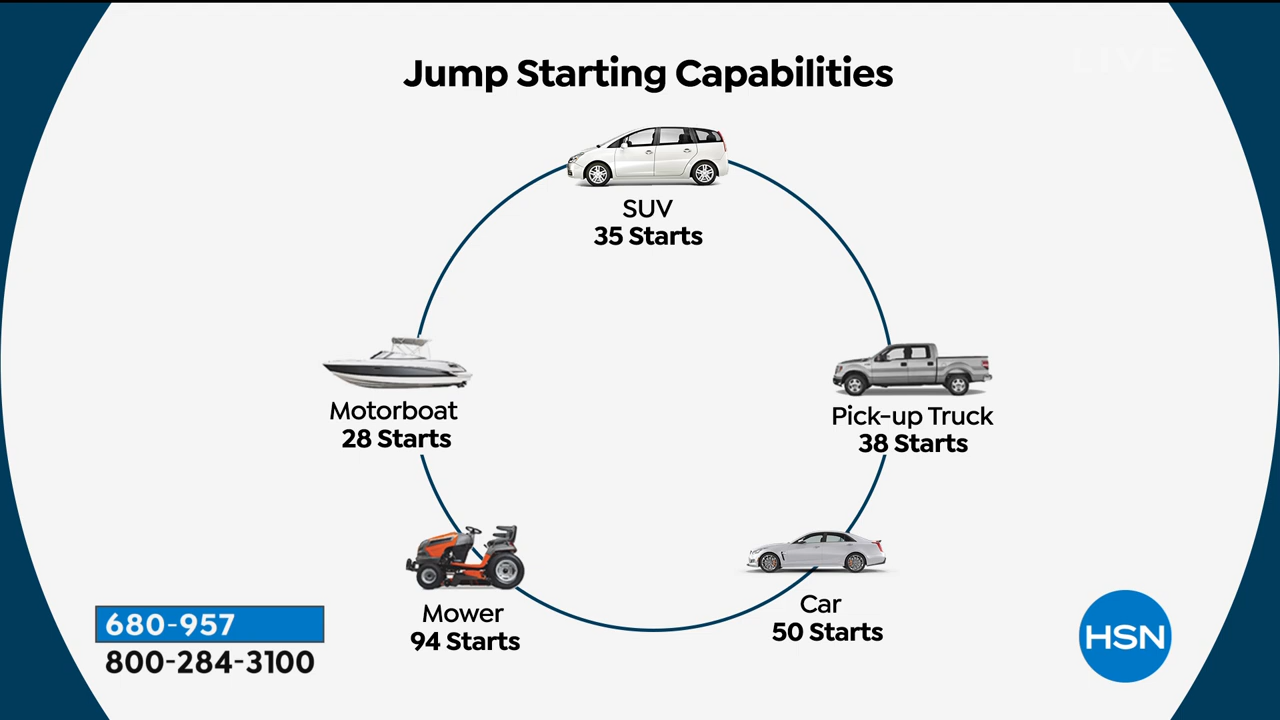 LIVE
Jump Starting Capabilities
SUV
35 Starts
Motorboat
28 Starts
Pick-up Truck
38 Starts
Mower
94 Starts
Car
50 Starts
680-957
800-284-3100
HSN